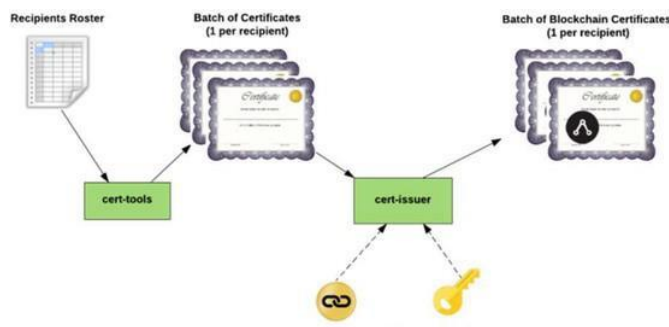 Recipients Roster
Batch of Certificates
(1 per recipient)
Batch of Blockchain Certificates
(1 per recipient)
Certificate
Certificate
cert-tools
cert-issuer